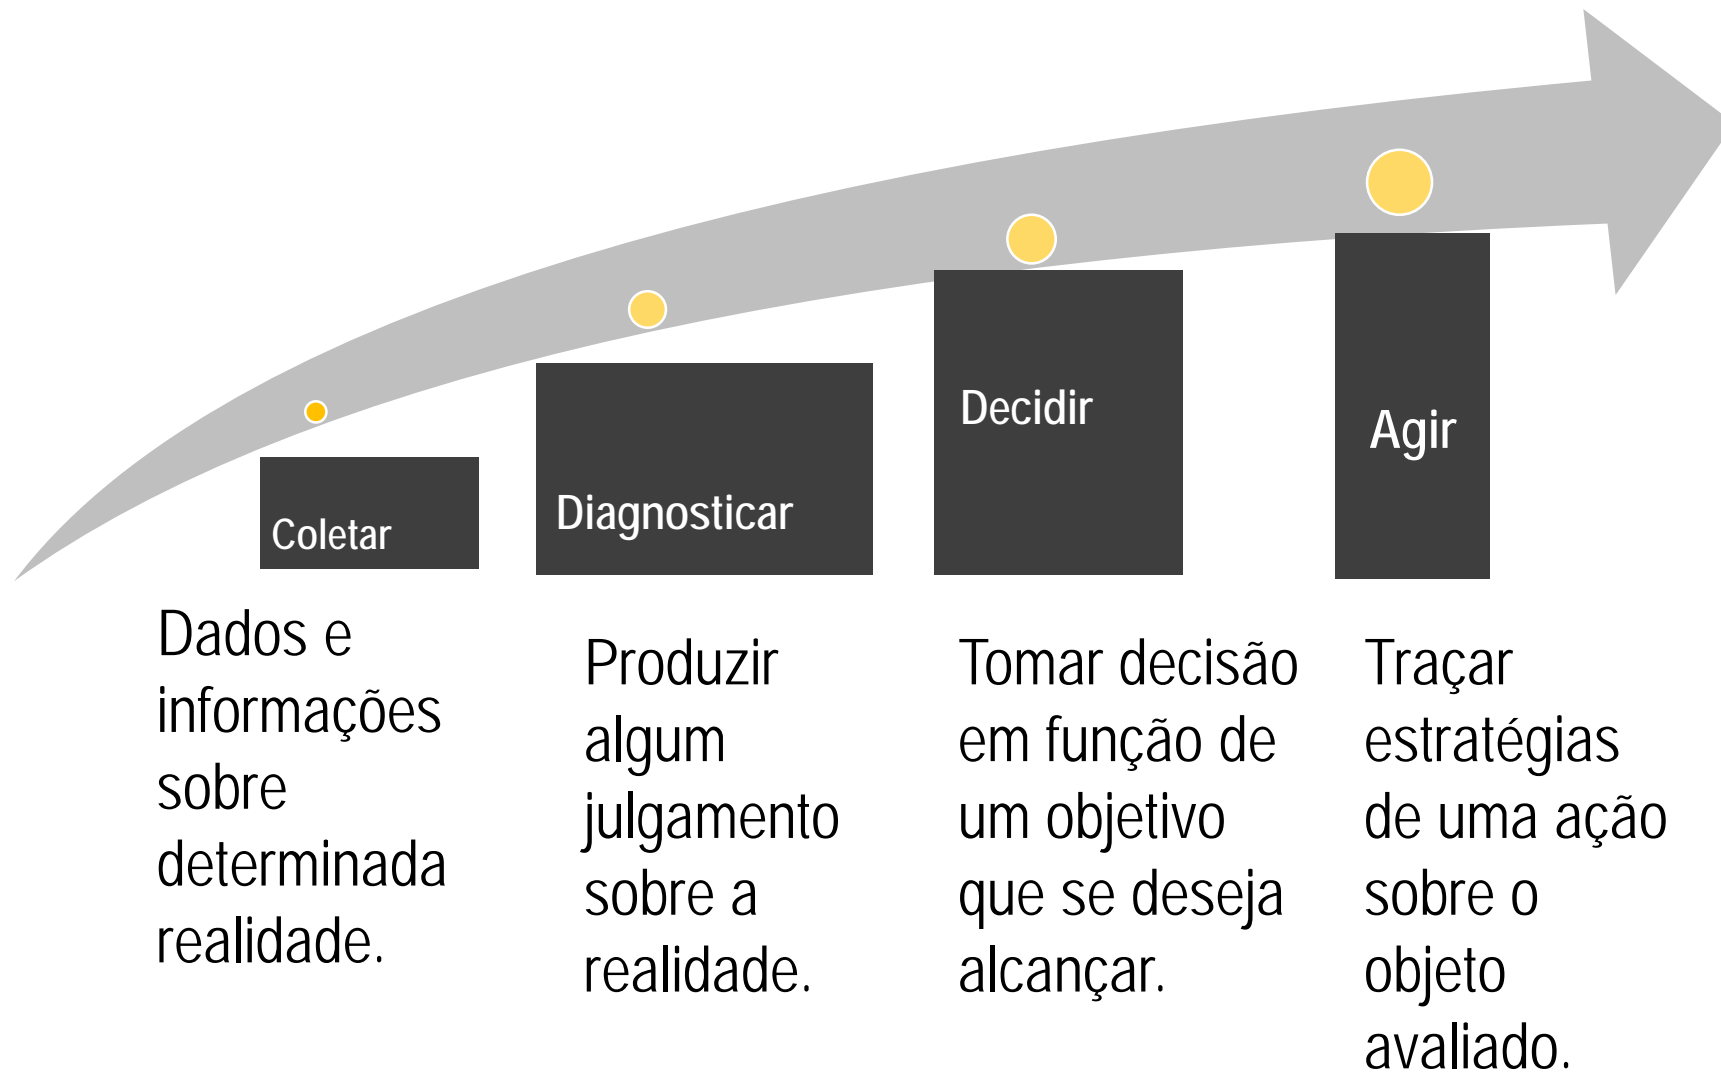 Coletar
Dados e
informações
sobre
determinada
realidade.
Diagnosticar
Produzir
algum
julgamento
sobre a
realidade.
Decidir
Tomar decisão
em função de
um objetivo
que se deseja
alcançar.
Agir
Traçar
estratégias
de uma ação
sobre o
objeto
avaliado.